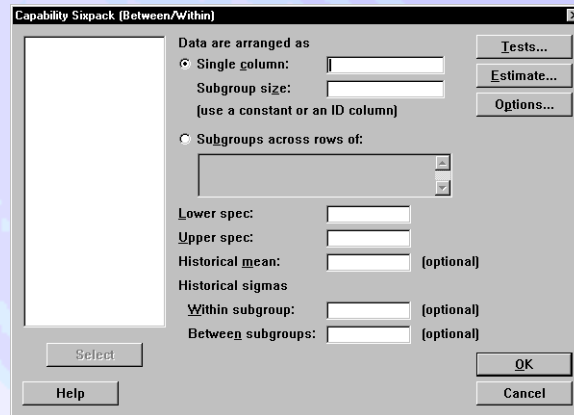 Capability Sixpack (Between/Within)
Data are arranged as
Single column:
Subgroup size:
(use a constant or an ID column)
Subgroups across rows of:
Lower spec:
Upper spec:
Historical mean: (optional)
Historical sigmas
Within subgroup: (optional)
Between subgroups: (optional)
Tests...
Estimate...
Options...
Select
Help
OK
Cancel